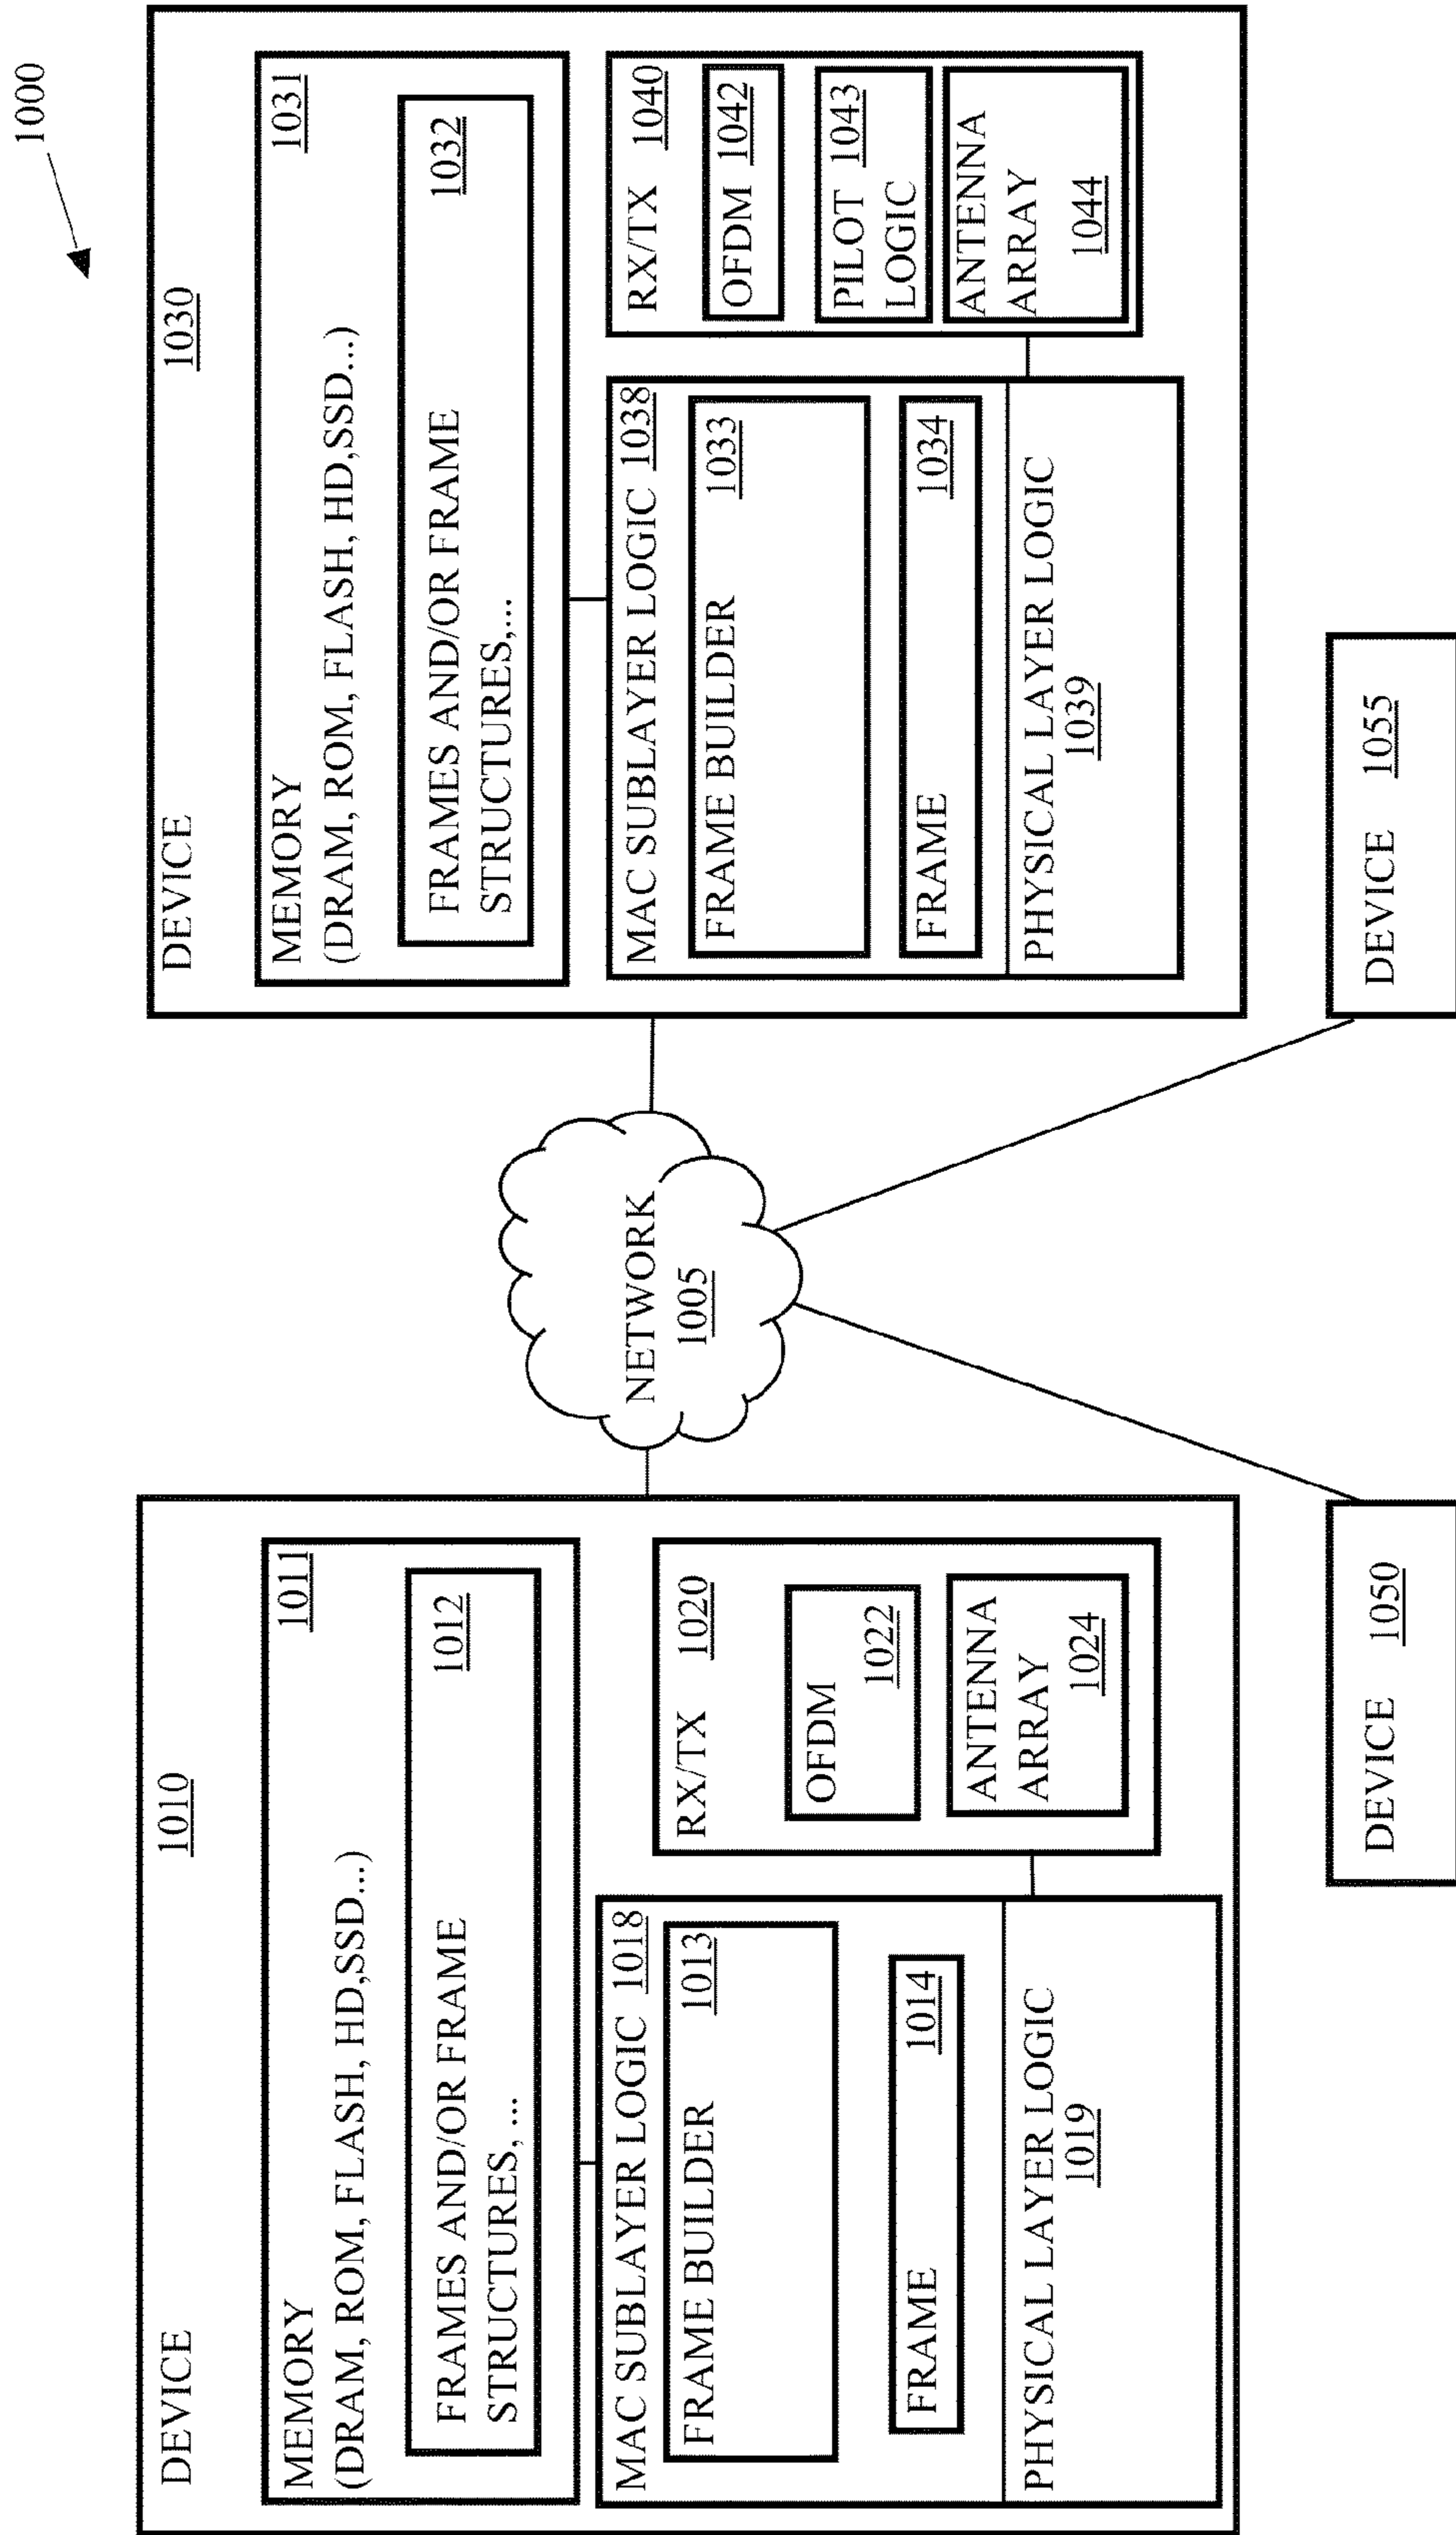 1000
DEVICE 1010
MEMORY 1011
(DRAM, ROM, FLASH, HD,SSD...)
FRAMES AND/OR FRAME 1012
STRUCTURES, ...
MAC SUBLAYER LOGIC 1018
FRAME BUILDER 1013
FRAME 1014
PHYSICAL LAYER LOGIC
1019
RX/TX 1020
OFDM
1022
ANTENNA
ARRAY
1024
NETWORK
1005
DEVICE 1030
MEMORY 1031
(DRAM, ROM, FLASH, HD,SSD...)
FRAMES AND/OR FRAME 1032
STRUCTURES,...
MAC SUBLAYER LOGIC 1038
FRAME BUILDER 1033
FRAME 1034
PHYSICAL LAYER LOGIC
1039
RX/TX 1040
OFDM 1042
PILOT 1043
LOGIC
ANTENNA
ARRAY
1044
DEVICE 1050
DEVICE 1055